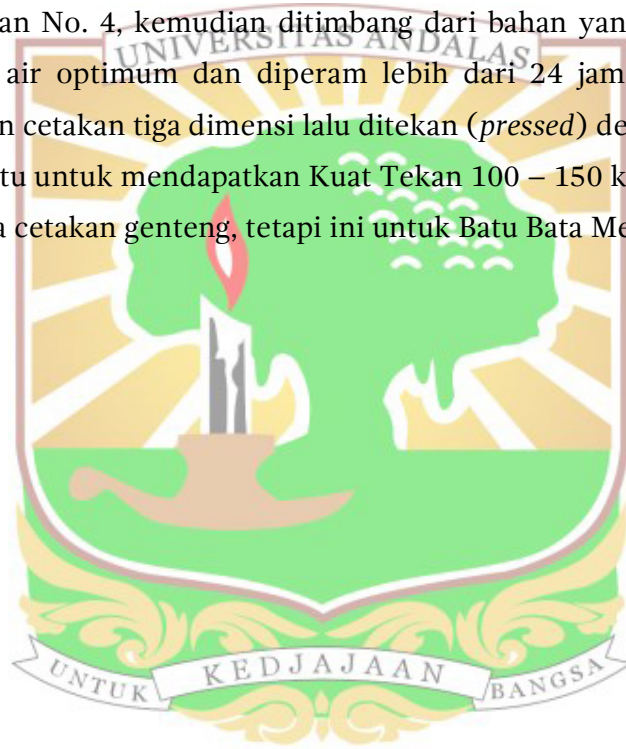 an No. 4, kemudian ditimbang dari bahan yan
UNIVERSITAS ANDALAS
air optimum dan diperam lebih dari 24 jam
n cetakan tiga dimensi lalu ditekan (pressed) de
tu untuk mendapatkan Kuat Tekan 100 – 150 k
a cetakan genteng, tetapi ini untuk Batu Bata Me
UNTUK KEDJAJAAN BANGSA